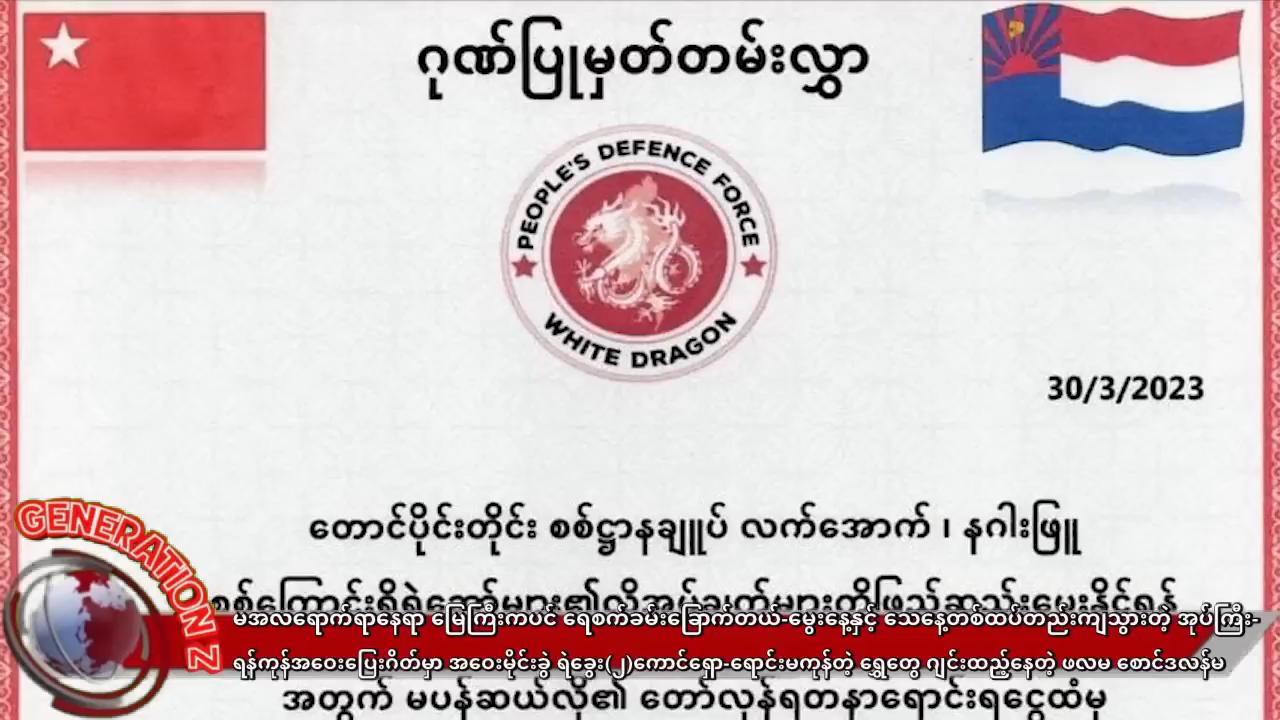 ဂုဏ်ပြုမှတ်တမ်းလွှာ
PEOPLE'S DEFENCE FORCE
WHITE DRAGON
30/3/2023
တောင်ပိုင်းတိုင်း စစ်ဌာနချျုပ် လက်အောက် ၊ နဂါးဖြူ
GENERATION Z
မအလရောက်ရာနေရာ မြေကြီးကပင် ရေစက်ခမ်းခြောက်တယ်-မွေးနေ့နှင့် သေနေ့တစ်ထပ်တည်းကျသွားတဲ့ အုပ်ကြီး-
ရန်ကုန်အဝေးပြေးဂိတ်မှာ အဝေးမိုင်းခွဲ ရဲခွေး(၂)ကောင်ရှော-ရောင်းမကုန်တဲ့ ရွှေတွေ ဂျင်းထည့်နေတဲ့ ဖလမ စောင်ဒလန်မ
အတွက် မပန်ဆယ်လို၏ တော်လှန်ရတနာရောင်းရငွေထံမှ